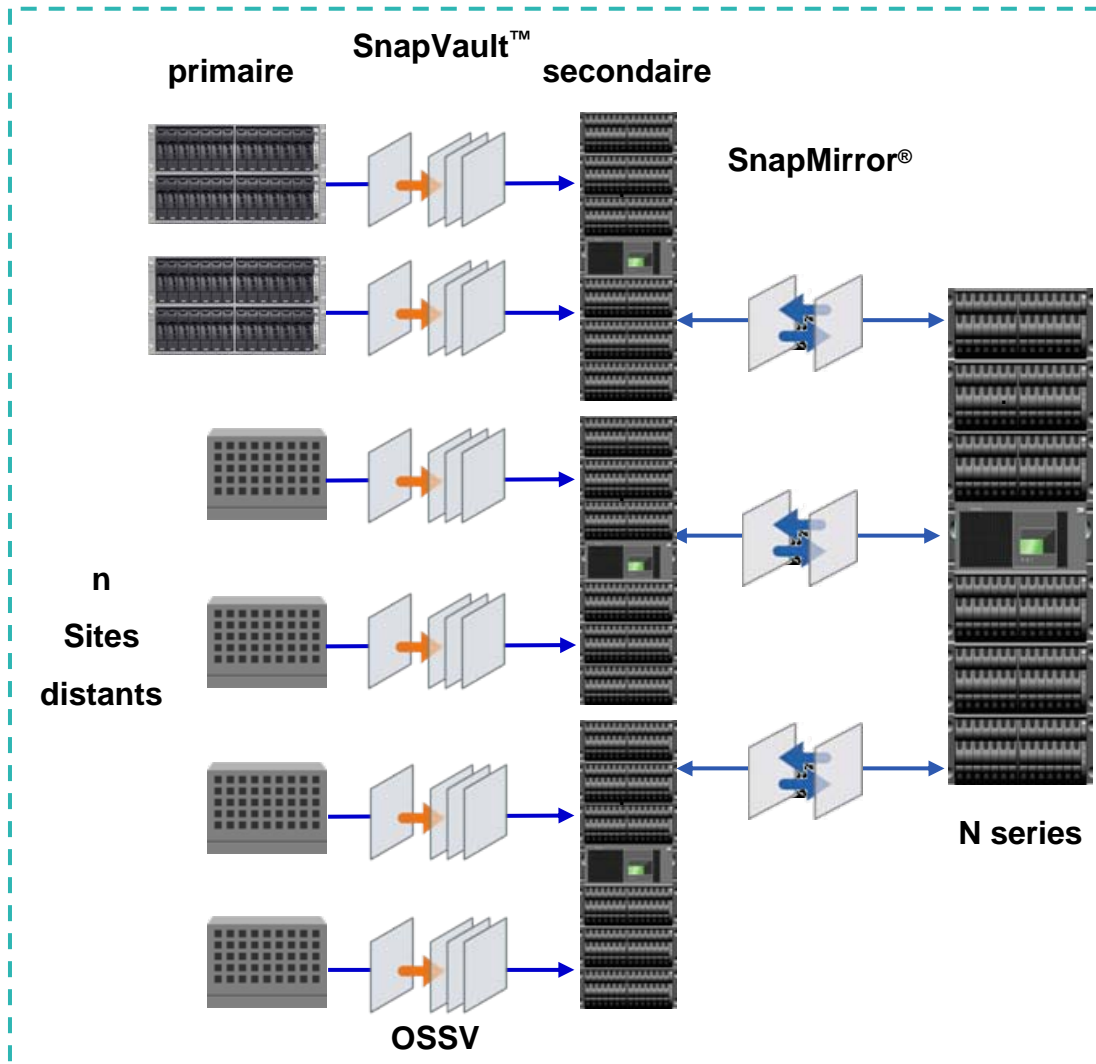 SnapVault™
primaire
secondaire
SnapMirror®
n
Sites
distants
N series
OSSV